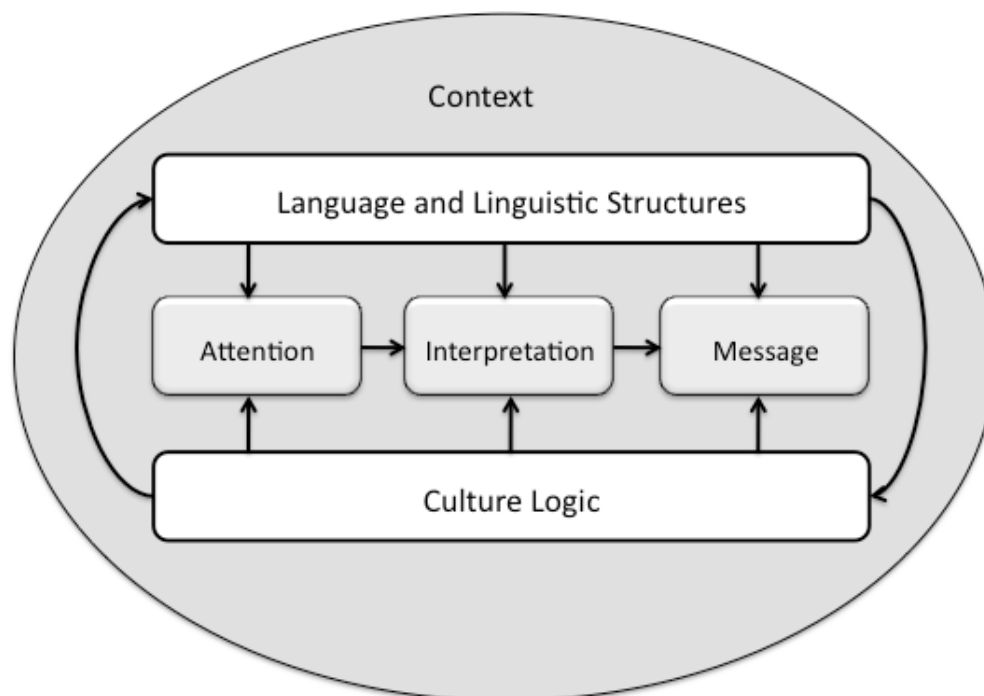 Context
Language and Linguistic Structures
Attention
Interpretation
Message
Culture Logic